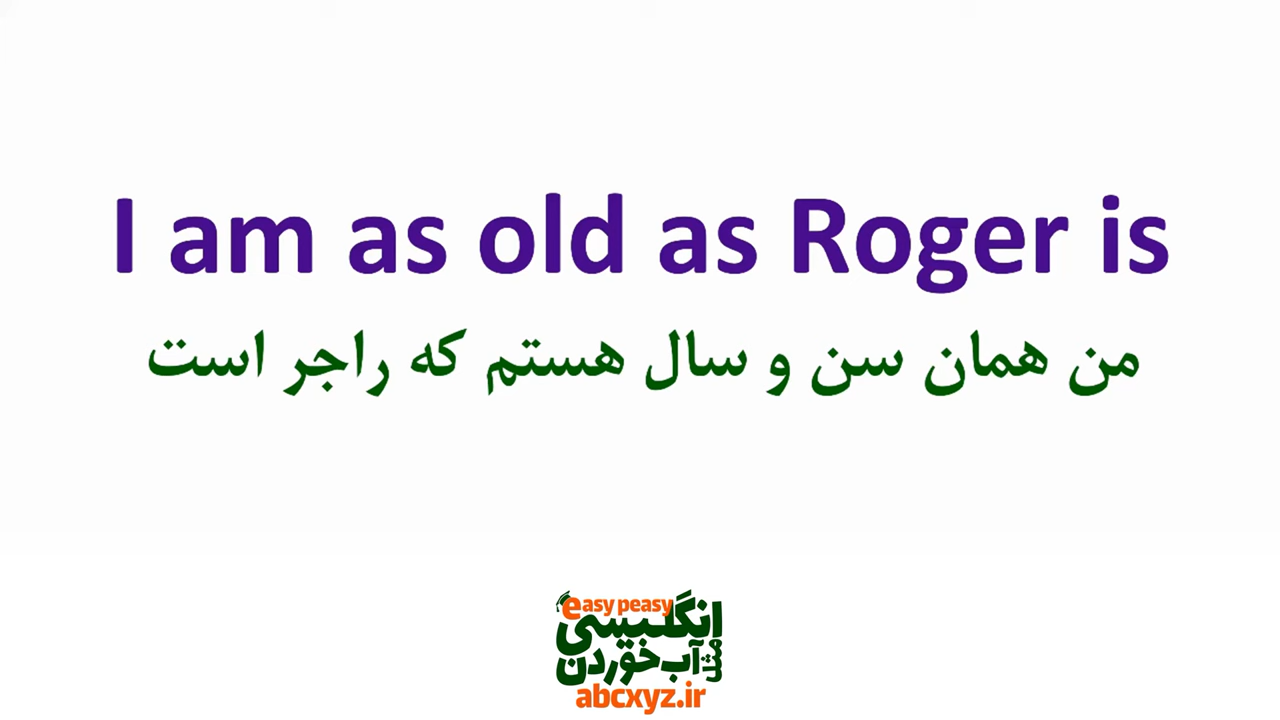 I am as old as Roger is
من همان سن و سال هستم که راجر است
easy peasy
انگلیسی
مثل آب خوردن
abcxyz.ir